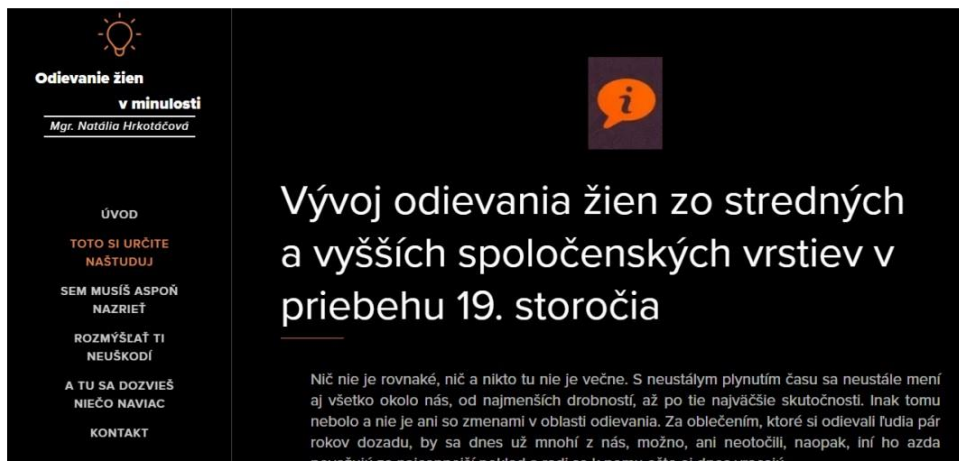 Odievanie žien
v minulosti
Mgr. Natália Hrkotáčová
ÚVOD
TOTO SI URČITE
NAŠTUDUJ
SEM MUSÍŠ ASPOŇ
NAZRIEŤ
ROZMÝŠĽAŤ TI
NEUŠKODÍ
A TU SA DOZVIEŠ
NIEČO NAVIAC
KONTAKT
i
Vývoj odievania žien zo stredných
a vyšších spoločenských vrstiev v
priebehu 19. storočia
Nič nie je rovnaké, nič a nikto tu nie je večne. S neustálym plynutím času sa neustále mení
aj všetko okolo nás, od najmenších drobností, až po tie najväčšie skutočnosti. Inak tomu
nebolo a nie je ani so zmenami v oblasti odievania. Za oblečením, ktoré si odievali ľudia pár
rokov dozadu, by sa dnes už mnohí z nás, možno, ani neotočili, naopak, iní ho azda